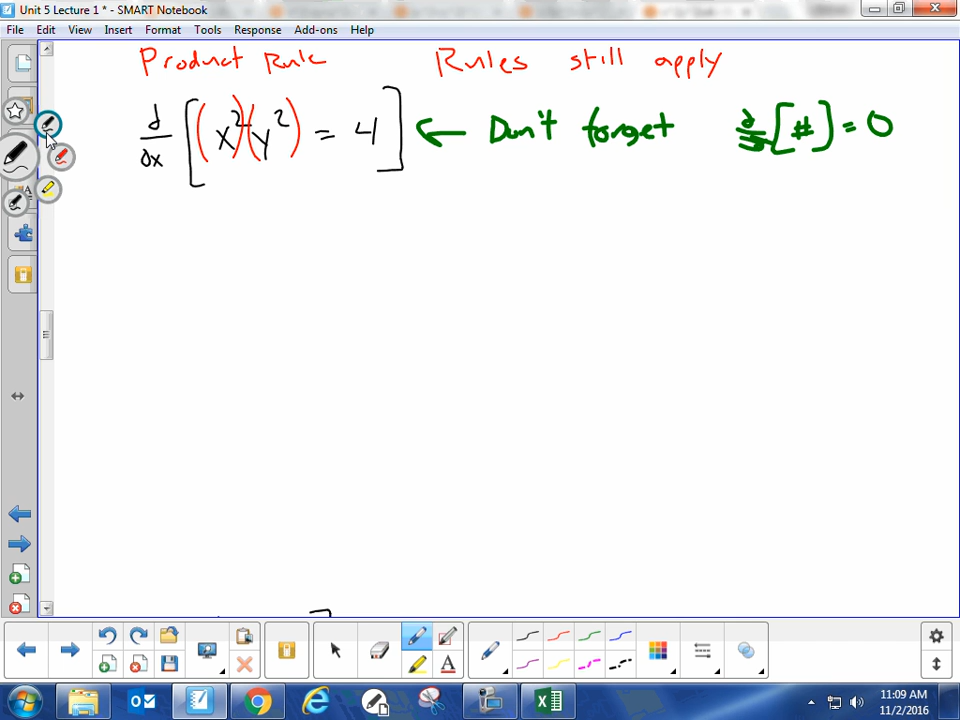 Unit 5 Lecture 1 * - SMART Notebook
File Edit View Insert Format Tools Response Add-ons Help
Product Rule Rules still apply
d/dx [(x²)(y²) = 4] ← Don't forget d/dx [#] = 0
A
11:09 AM
11/2/2016